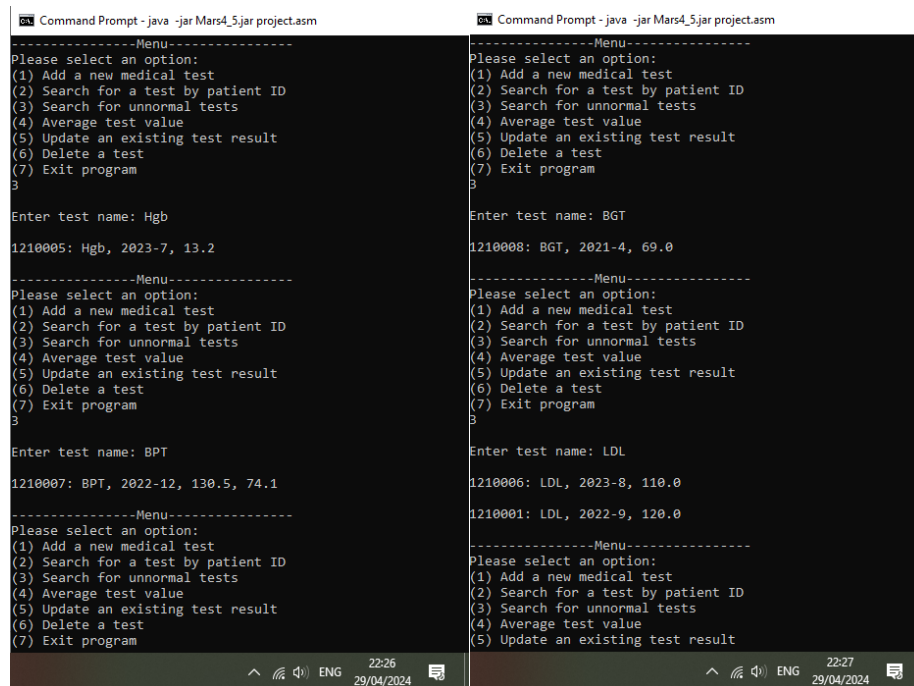 Command Prompt - java -jar Mars4_5.jar project.asm
----------------Menu----------------
Please select an option:
(1) Add a new medical test
(2) Search for a test by patient ID
(3) Search for unnormal tests
(4) Average test value
(5) Update an existing test result
(6) Delete a test
(7) Exit program
3
Enter test name: Hgb
1210005: Hgb, 2023-7, 13.2
----------------Menu----------------
Please select an option:
(1) Add a new medical test
(2) Search for a test by patient ID
(3) Search for unnormal tests
(4) Average test value
(5) Update an existing test result
(6) Delete a test
(7) Exit program
3
Enter test name: BPT
1210007: BPT, 2022-12, 130.5, 74.1
----------------Menu----------------
Please select an option:
(1) Add a new medical test
(2) Search for a test by patient ID
(3) Search for unnormal tests
(4) Average test value
(5) Update an existing test result
(6) Delete a test
(7) Exit program
ENG
22:26
29/04/2024
Command Prompt - java -jar Mars4_5.jar project.asm
----------------Menu----------------
Please select an option:
(1) Add a new medical test
(2) Search for a test by patient ID
(3) Search for unnormal tests
(4) Average test value
(5) Update an existing test result
(6) Delete a test
(7) Exit program
3
Enter test name: BGT
1210008: BGT, 2021-4, 69.0
----------------Menu----------------
Please select an option:
(1) Add a new medical test
(2) Search for a test by patient ID
(3) Search for unnormal tests
(4) Average test value
(5) Update an existing test result
(6) Delete a test
(7) Exit program
3
Enter test name: LDL
1210006: LDL, 2023-8, 110.0
1210001: LDL, 2022-9, 120.0
----------------Menu----------------
Please select an option:
(1) Add a new medical test
(2) Search for a test by patient ID
(3) Search for unnormal tests
(4) Average test value
(5) Update an existing test result
ENG
22:27
29/04/2024